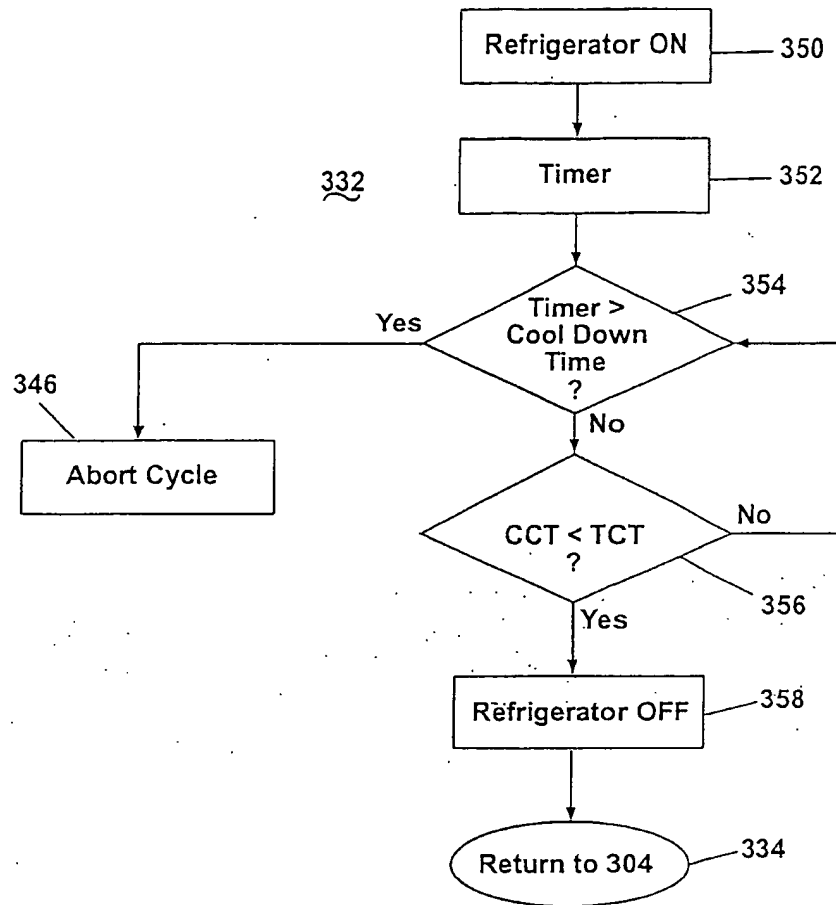 Refrigerator ON
350
Timer
352
332
Timer >
Cool Down
Time
?
354
Yes
No
346
Abort Cycle
CCT < TCT
?
No
356
Yes
Refrigerator OFF
358
Return to 304
334